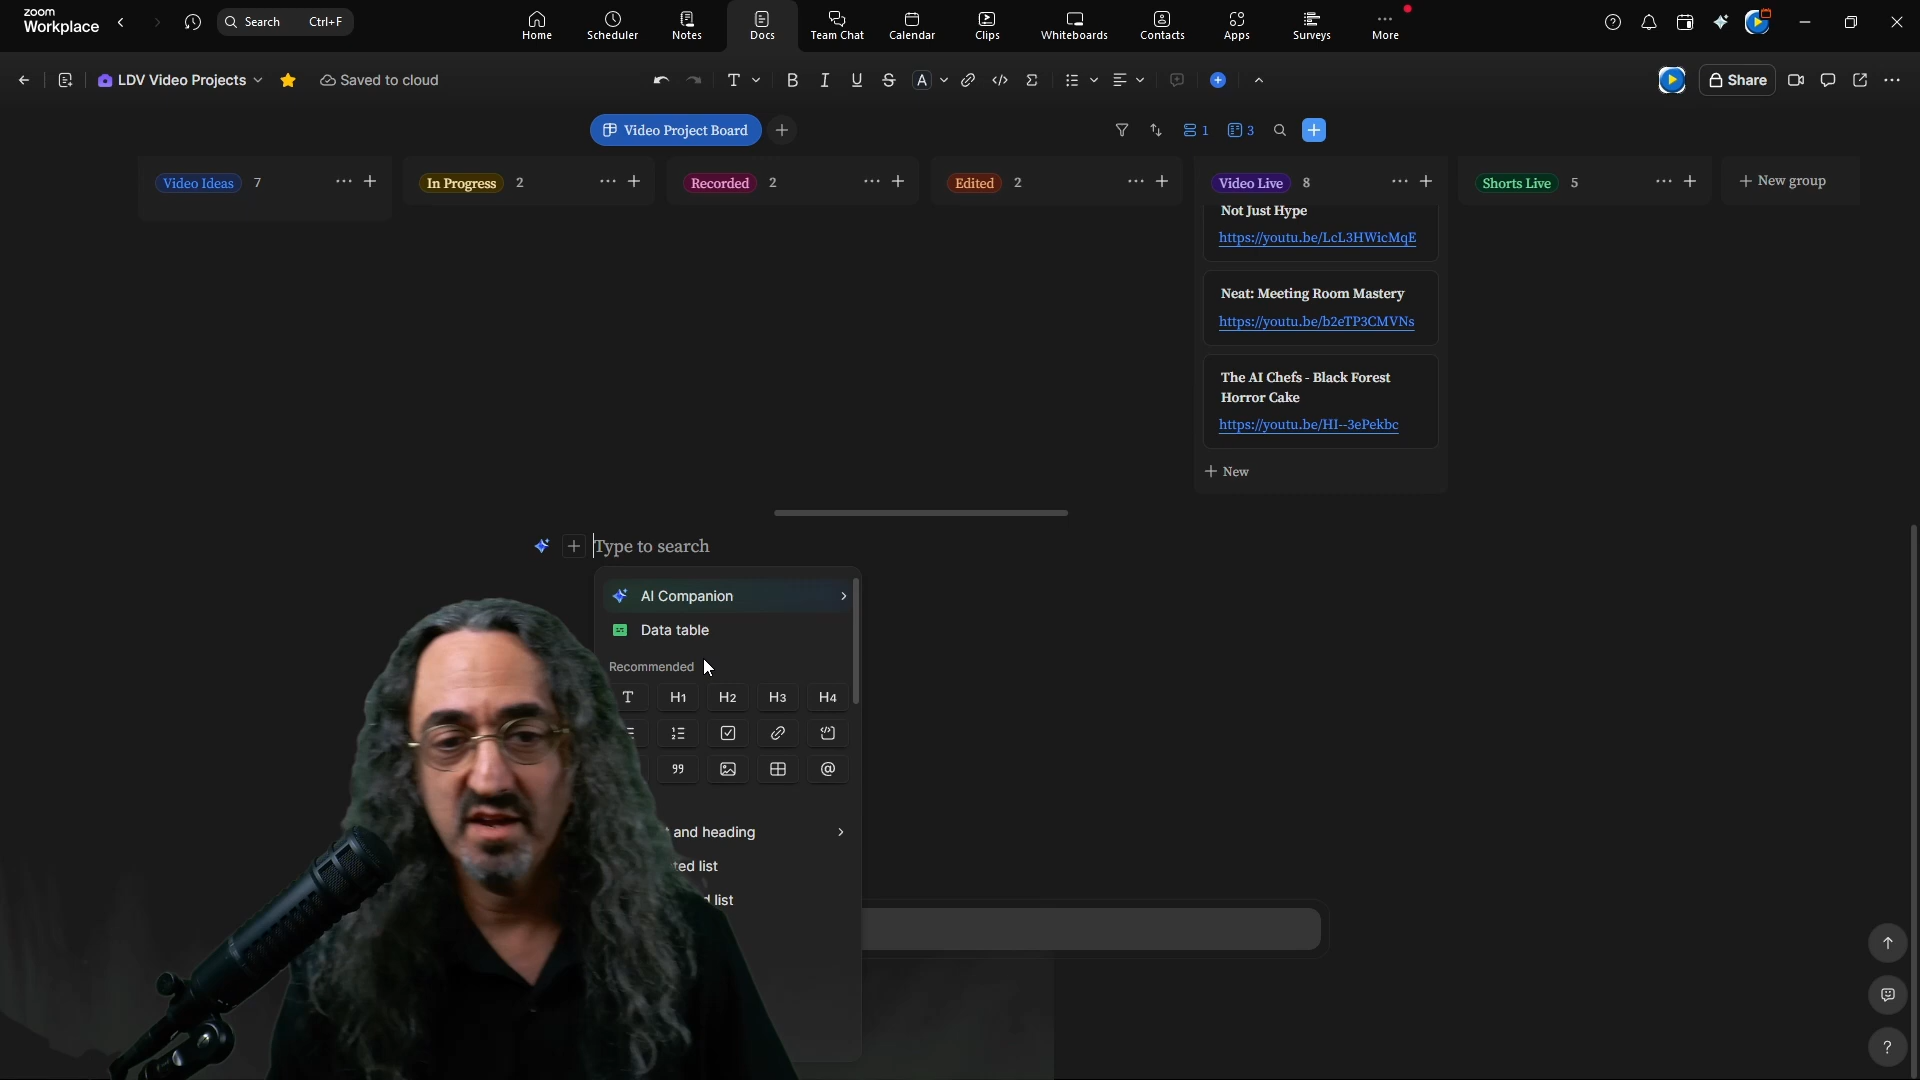 zoom
Workplace
Search Ctrl+F
Home
Scheduler
Notes
Docs
Team Chat
Calendar
Clips
Whiteboards
Contacts
Apps
Surveys
More
LDV Video Projects
Saved to cloud
T
B
I
U
S
A
Share
Video Project Board
1
3
Video Ideas 7
In Progress 2
Recorded 2
Edited 2
Video Live 8
Shorts Live 5
New group
Not Just Hype
https://youtu.be/LcL3HWicMqE
Neat: Meeting Room Mastery
https://youtu.be/b2eTP3CMVNs
The AI Chefs - Black Forest
Horror Cake
https://youtu.be/HI--3ePekbc
New
Type to search
AI Companion
Data table
Recommended
T H1 H2 H3 H4
and heading
ted list
list